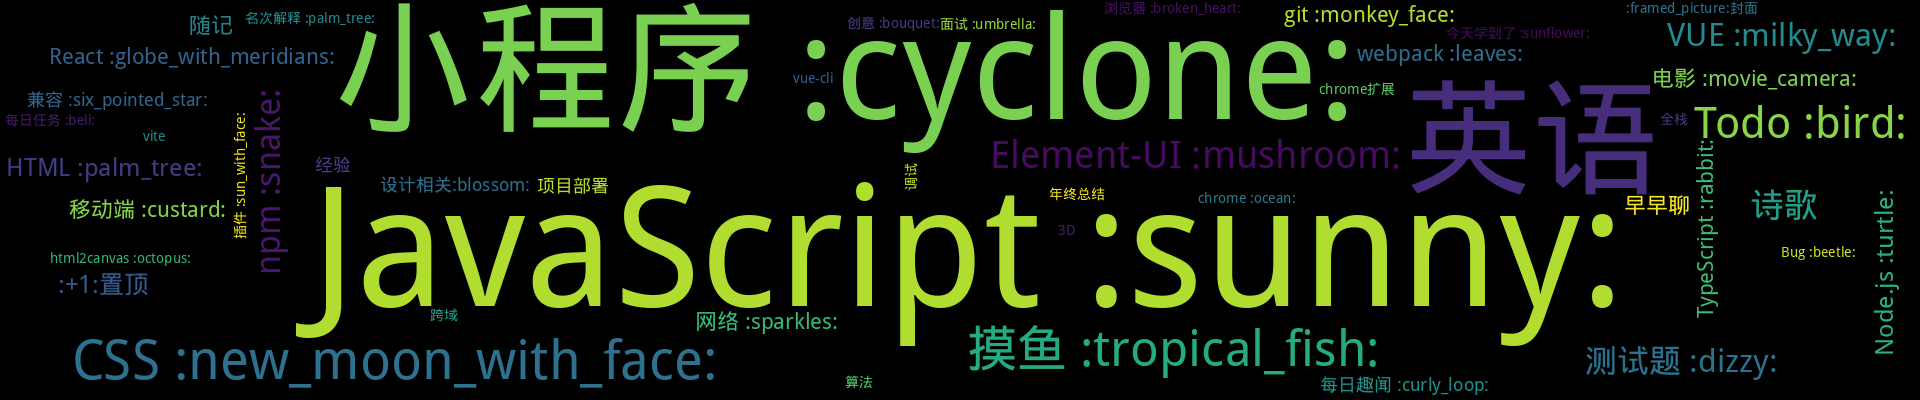 名次解释 :palm_tree:
随记
React :globe_with_meridians:
小程序 :cyclone:
创意 :bouquet:
面试 :umbrella:
浏览器 :broken_heart:
git :monkey_face:
今天学到了 :sunflower:
:framed_picture:封面
VUE :milky_way:
webpack :leaves:
vue-cli
chrome扩展
电影 :movie_camera:
兼容 :six_pointed_star:
每日任务 :bell:
vite
npm :snake:
插件 :sun_with_face:
英语
全栈
Todo :bird:
HTML :palm_tree:
经验
Element-UI :mushroom:
设计相关:blossom:
项目部署
调试
年终总结
chrome :ocean:
移动端 :custard:
JavaScript :sunny:
3D
早早聊
TypeScript :rabbit:
诗歌
Node.js :turtle:
Bug :beetle:
html2canvas :octopus:
:+1:置顶
跨域
网络 :sparkles:
CSS :new_moon_with_face:
摸鱼 :tropical_fish:
测试题 :dizzy:
算法
每日趣闻 :curly_loop: